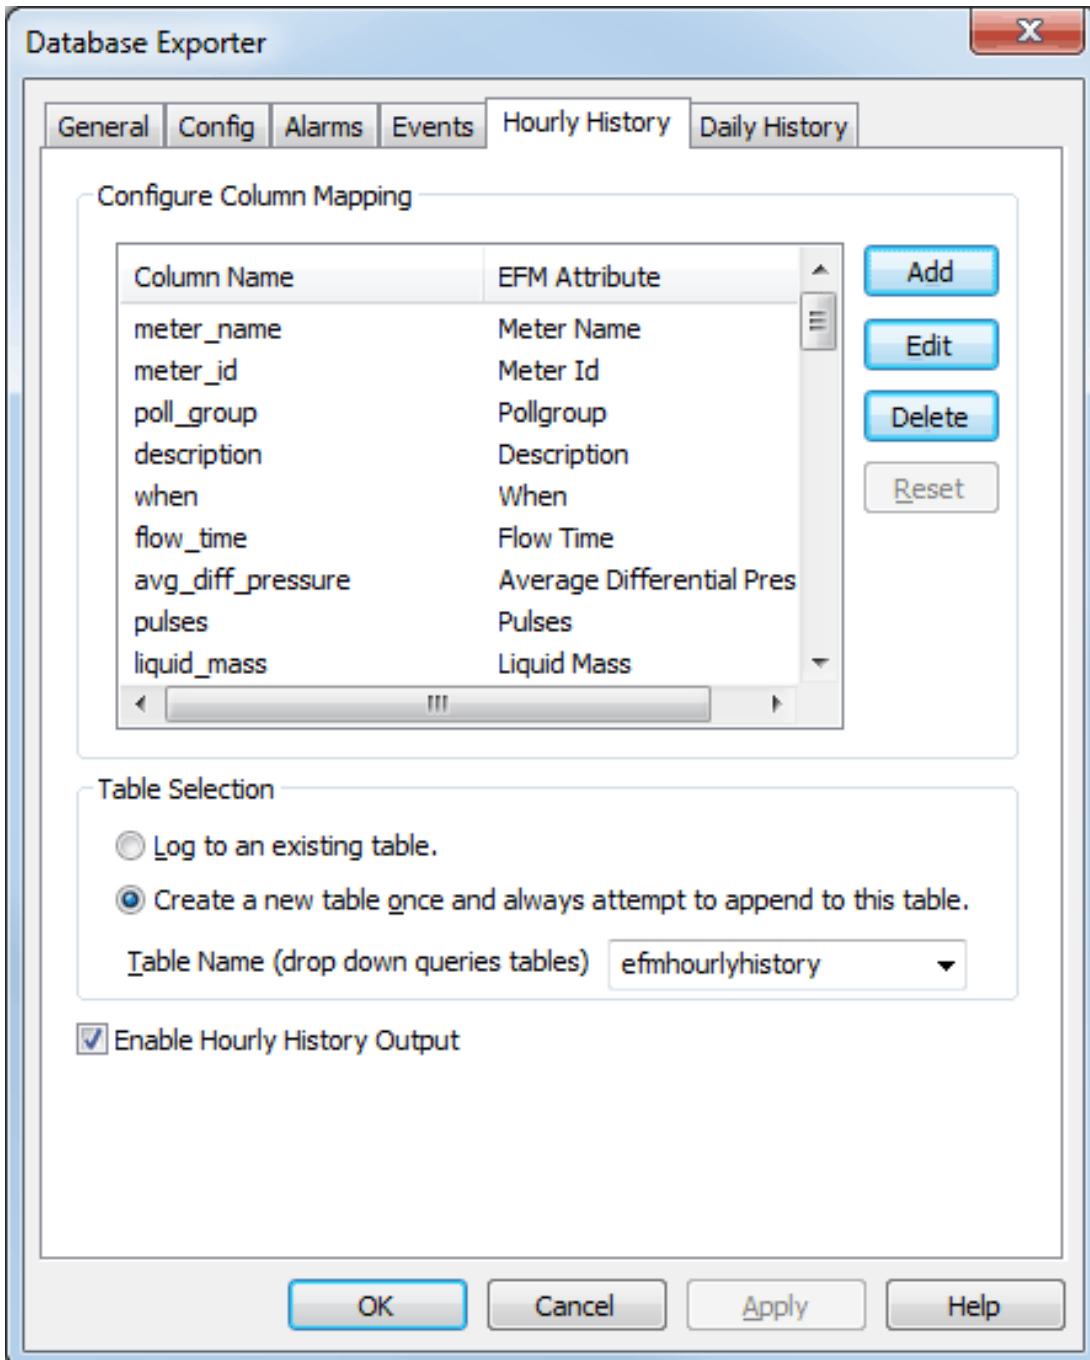 Database Exporter
General Config Alarms Events Hourly History Daily History
Configure Column Mapping
Column Name EFM Attribute
meter_name Meter Name
meter_id Meter Id
poll_group Pollgroup
description Description
when When
flow_time Flow Time
avg_diff_pressure Average Differential Pres
pulses Pulses
liquid_mass Liquid Mass
Add
Edit
Delete
Reset
Table Selection
Log to an existing table.
Create a new table once and always attempt to append to this table.
Table Name (drop down queries tables) efmhourlyhistory
Enable Hourly History Output
OK Cancel Apply Help